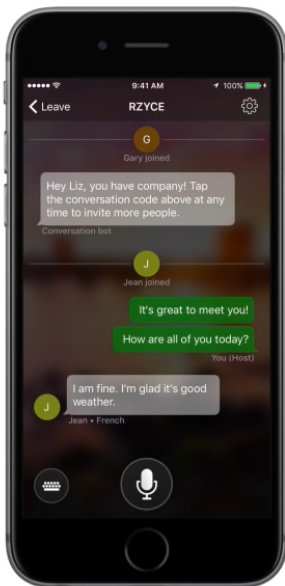 9:41 AM
100%
Leave
RZYCE
G
Gary joined
Hey Liz, you have company! Tap
the conversation code above at any
time to invite more people.
Conversation bot
J
Jean joined
It's great to meet you!
How are all of you today?
You (Host)
I am fine. I'm glad it's good
weather.
J
Jean • French